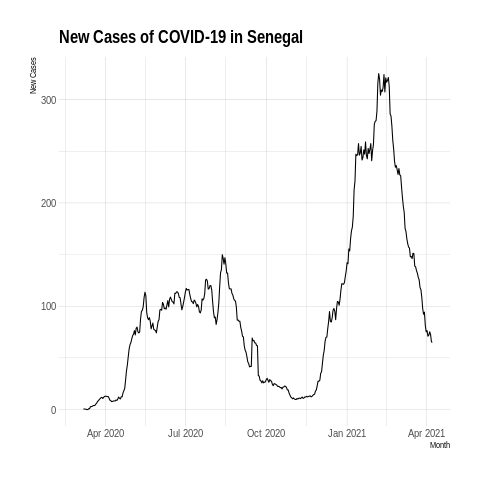 New Cases of COVID-19 in Senegal
New Cases
300
200
100
0
Apr 2020 Jul 2020 Oct 2020 Jan 2021 Apr 2021
Month